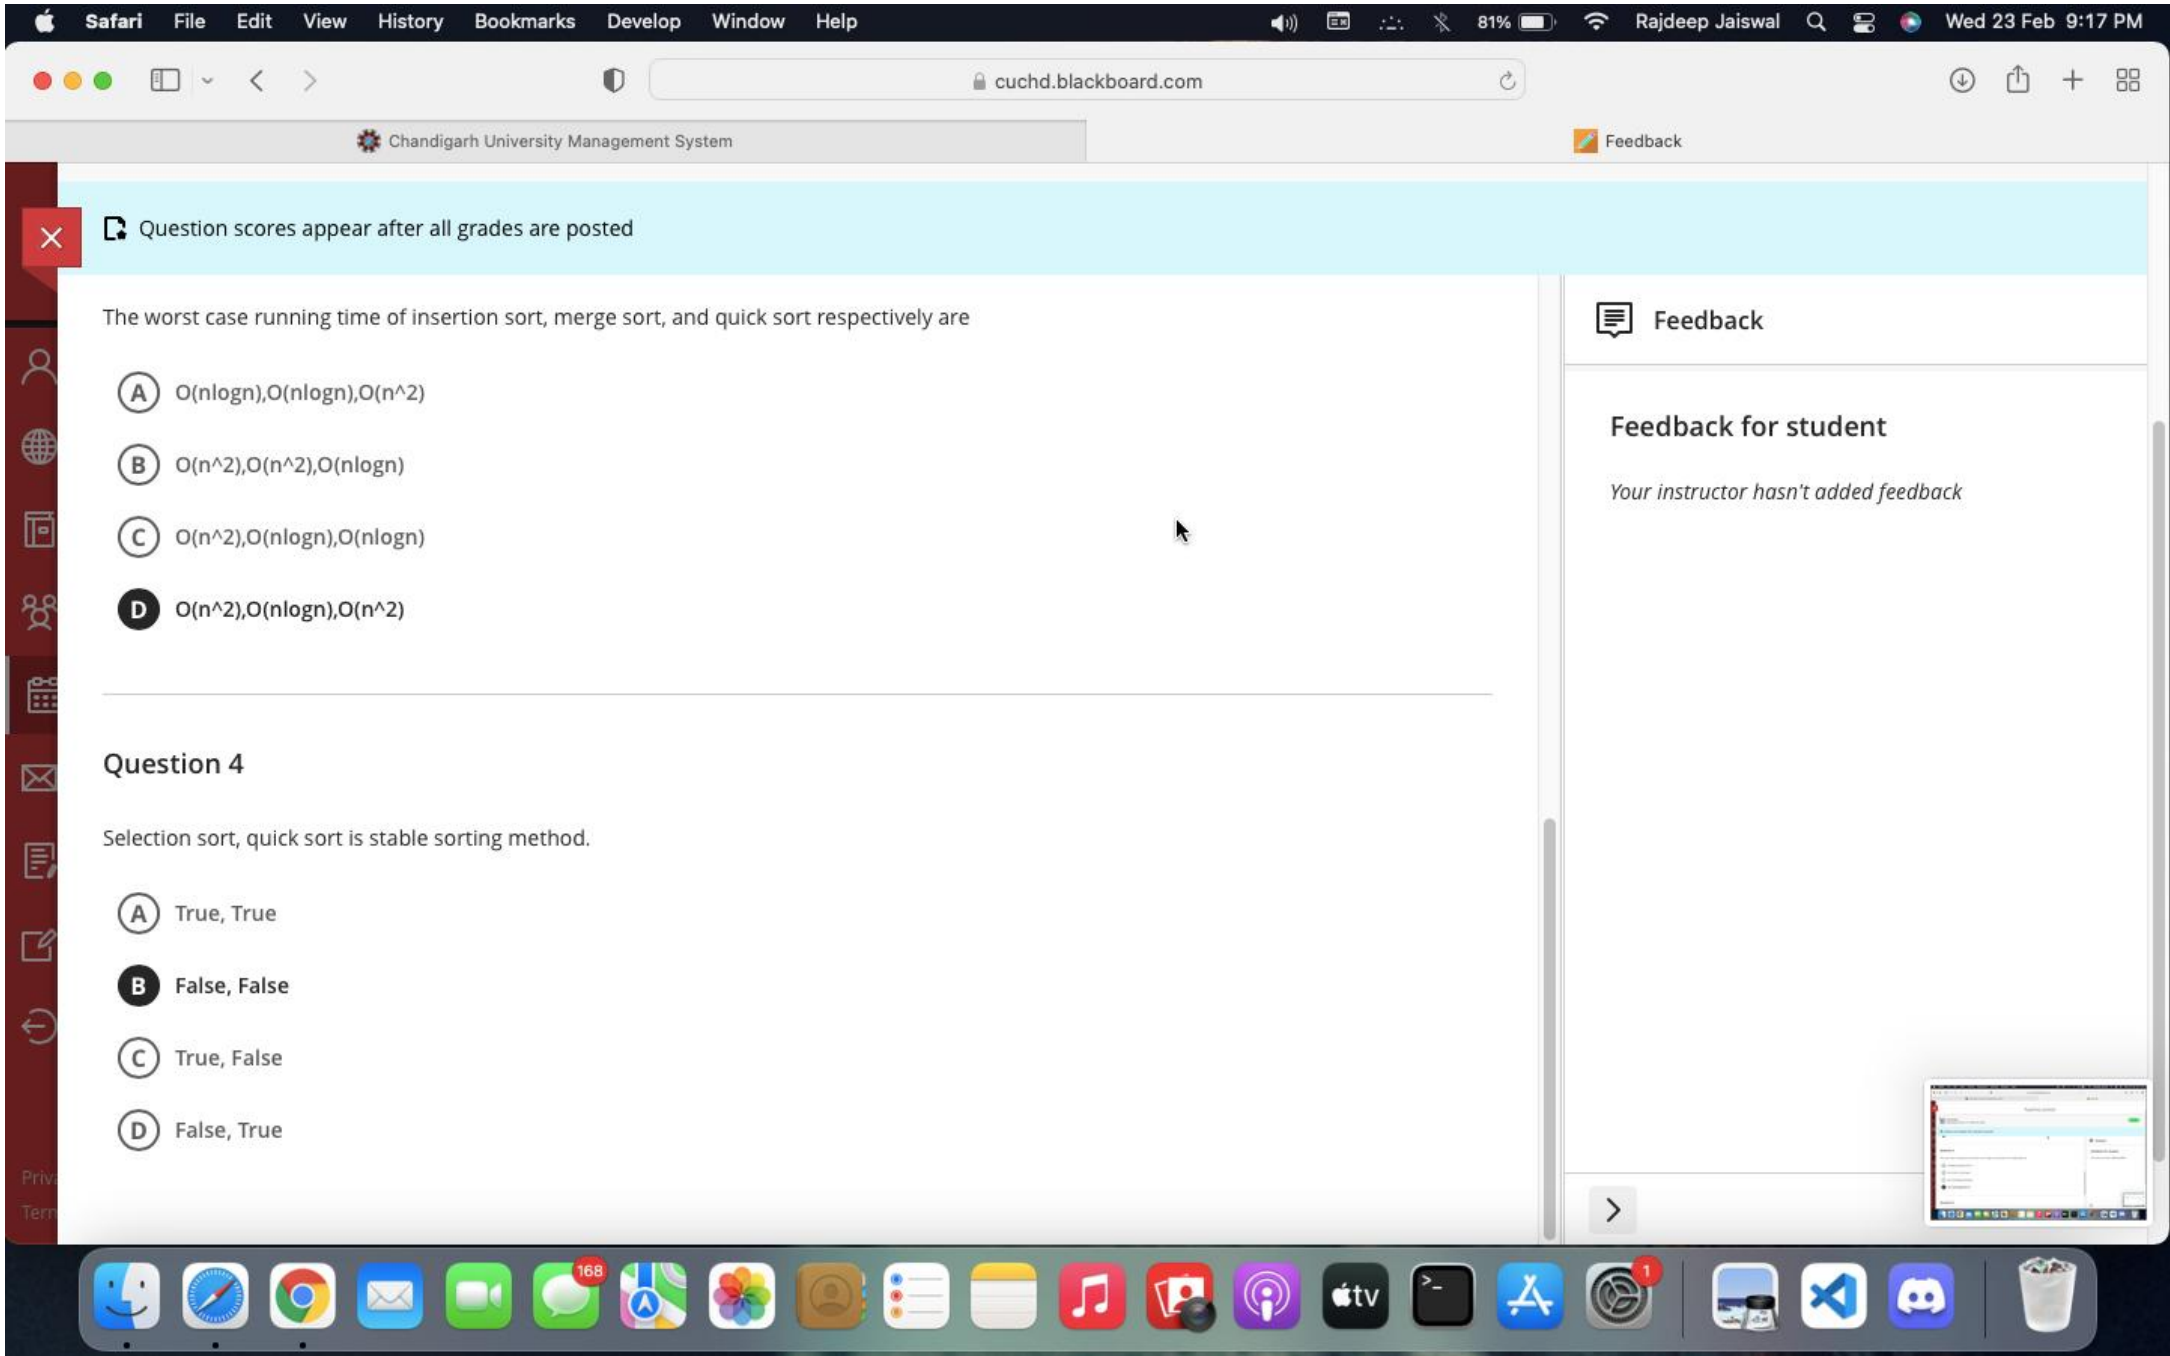 Safari File Edit View History Bookmarks Develop Window Help 81% Rajdeep Jaiswal Wed 23 Feb 9:17 PM
cuchd.blackboard.com
Chandigarh University Management System Feedback
Question scores appear after all grades are posted
The worst case running time of insertion sort, merge sort, and quick sort respectively are
A O(nlogn),O(nlogn),O(n^2)
B O(n^2),O(n^2),O(nlogn)
C O(n^2),O(nlogn),O(nlogn)
D O(n^2),O(nlogn),O(n^2)
Question 4
Selection sort, quick sort is stable sorting method.
A True, True
B False, False
C True, False
D False, True
Feedback
Feedback for student
Your instructor hasn't added feedback
Priva
Term
168
tv
>_
1